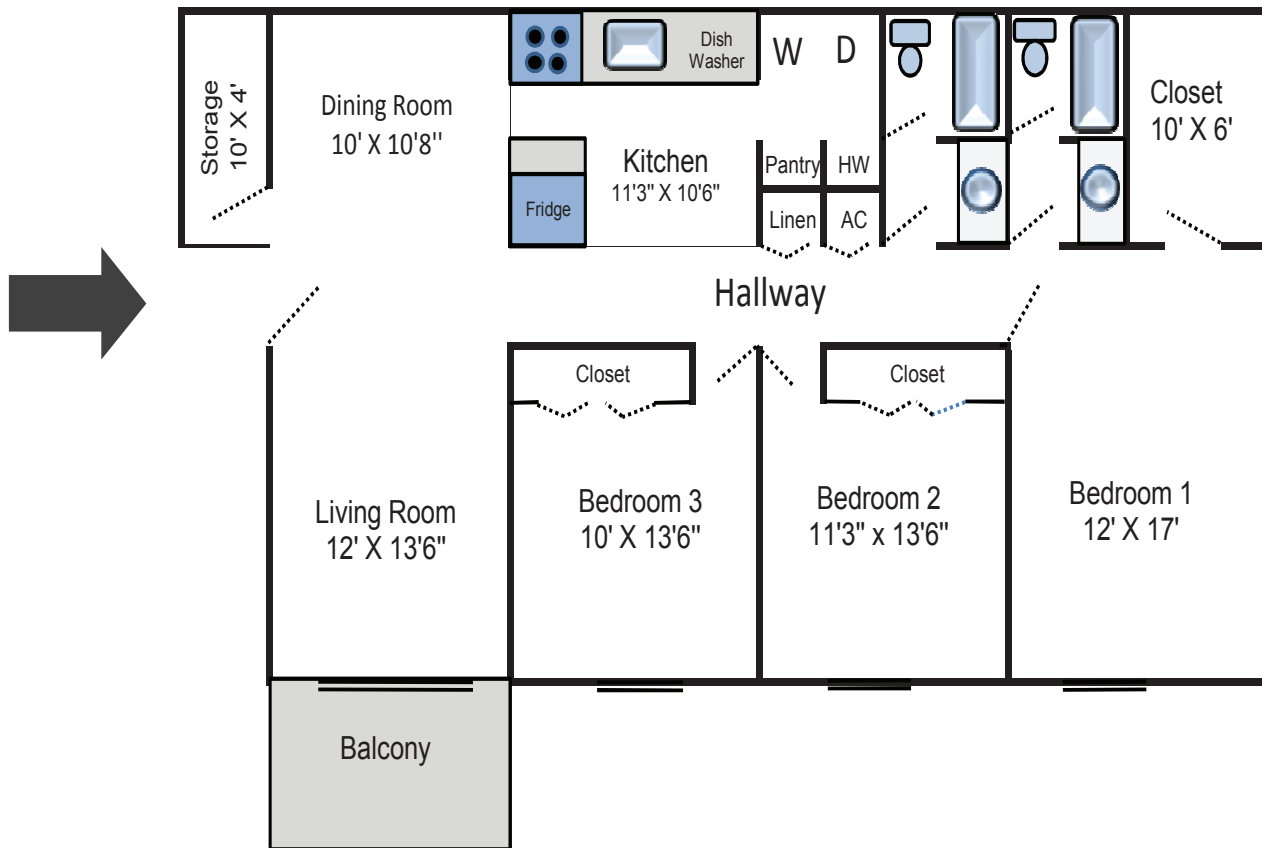 Storage
10' X 4'
Dining Room
10' X 10'8''
Dish
Washer
W
D
Closet
10' X 6'
Kitchen
11'3" X 10'6"
Fridge
Pantry
HW
Linen
AC
Hallway
Closet
Closet
Living Room
12' X 13'6"
Bedroom 3
10' X 13'6"
Bedroom 2
11'3" x 13'6"
Bedroom 1
12' X 17'
Balcony